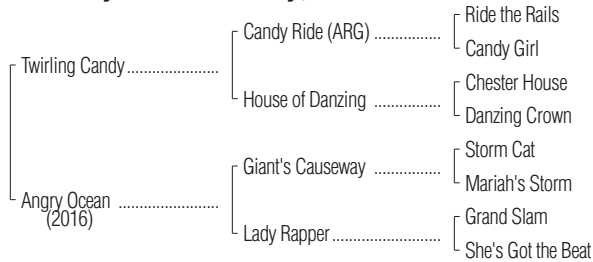 Ride the Rails
Candy Ride (ARG) ................
Candy Girl
Twirling Candy ......................
Chester House
House of Danzing ................
Danzing Crown
Storm Cat
Giant's Causeway ................
Mariah's Storm
Angry Ocean ........................
(2016)
Grand Slam
Lady Rapper..........................
She's Got the Beat